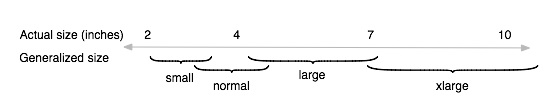 Actual size (inches) 2 4 7 10
Generalized size
small normal large xlarge